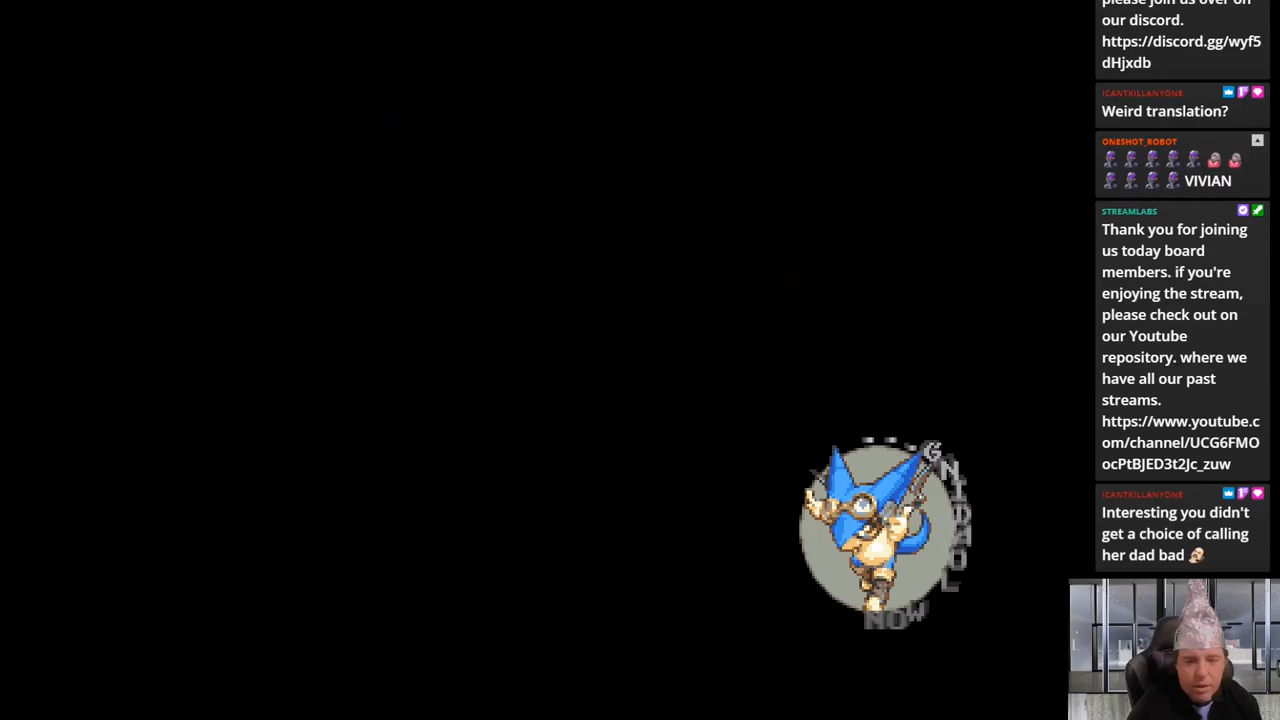 please join us over on
our discord.
https://discord.gg/wyf5
dHjxdb
ICANTKILLANYONE
Weird translation?
ONESHOT_ROBOT
VIVIAN
STREAMLABS
Thank you for joining
us today board
members. if you're
enjoying the stream,
please check out on
our Youtube
repository. where we
have all our past
streams.
https://www.youtube.c
om/channel/UCG6FMO
ocPtBJED3t2Jc_zuw
ICANTKILLANYONE
Interesting you didn't
get a choice of calling
her dad bad
NOW LOADING...